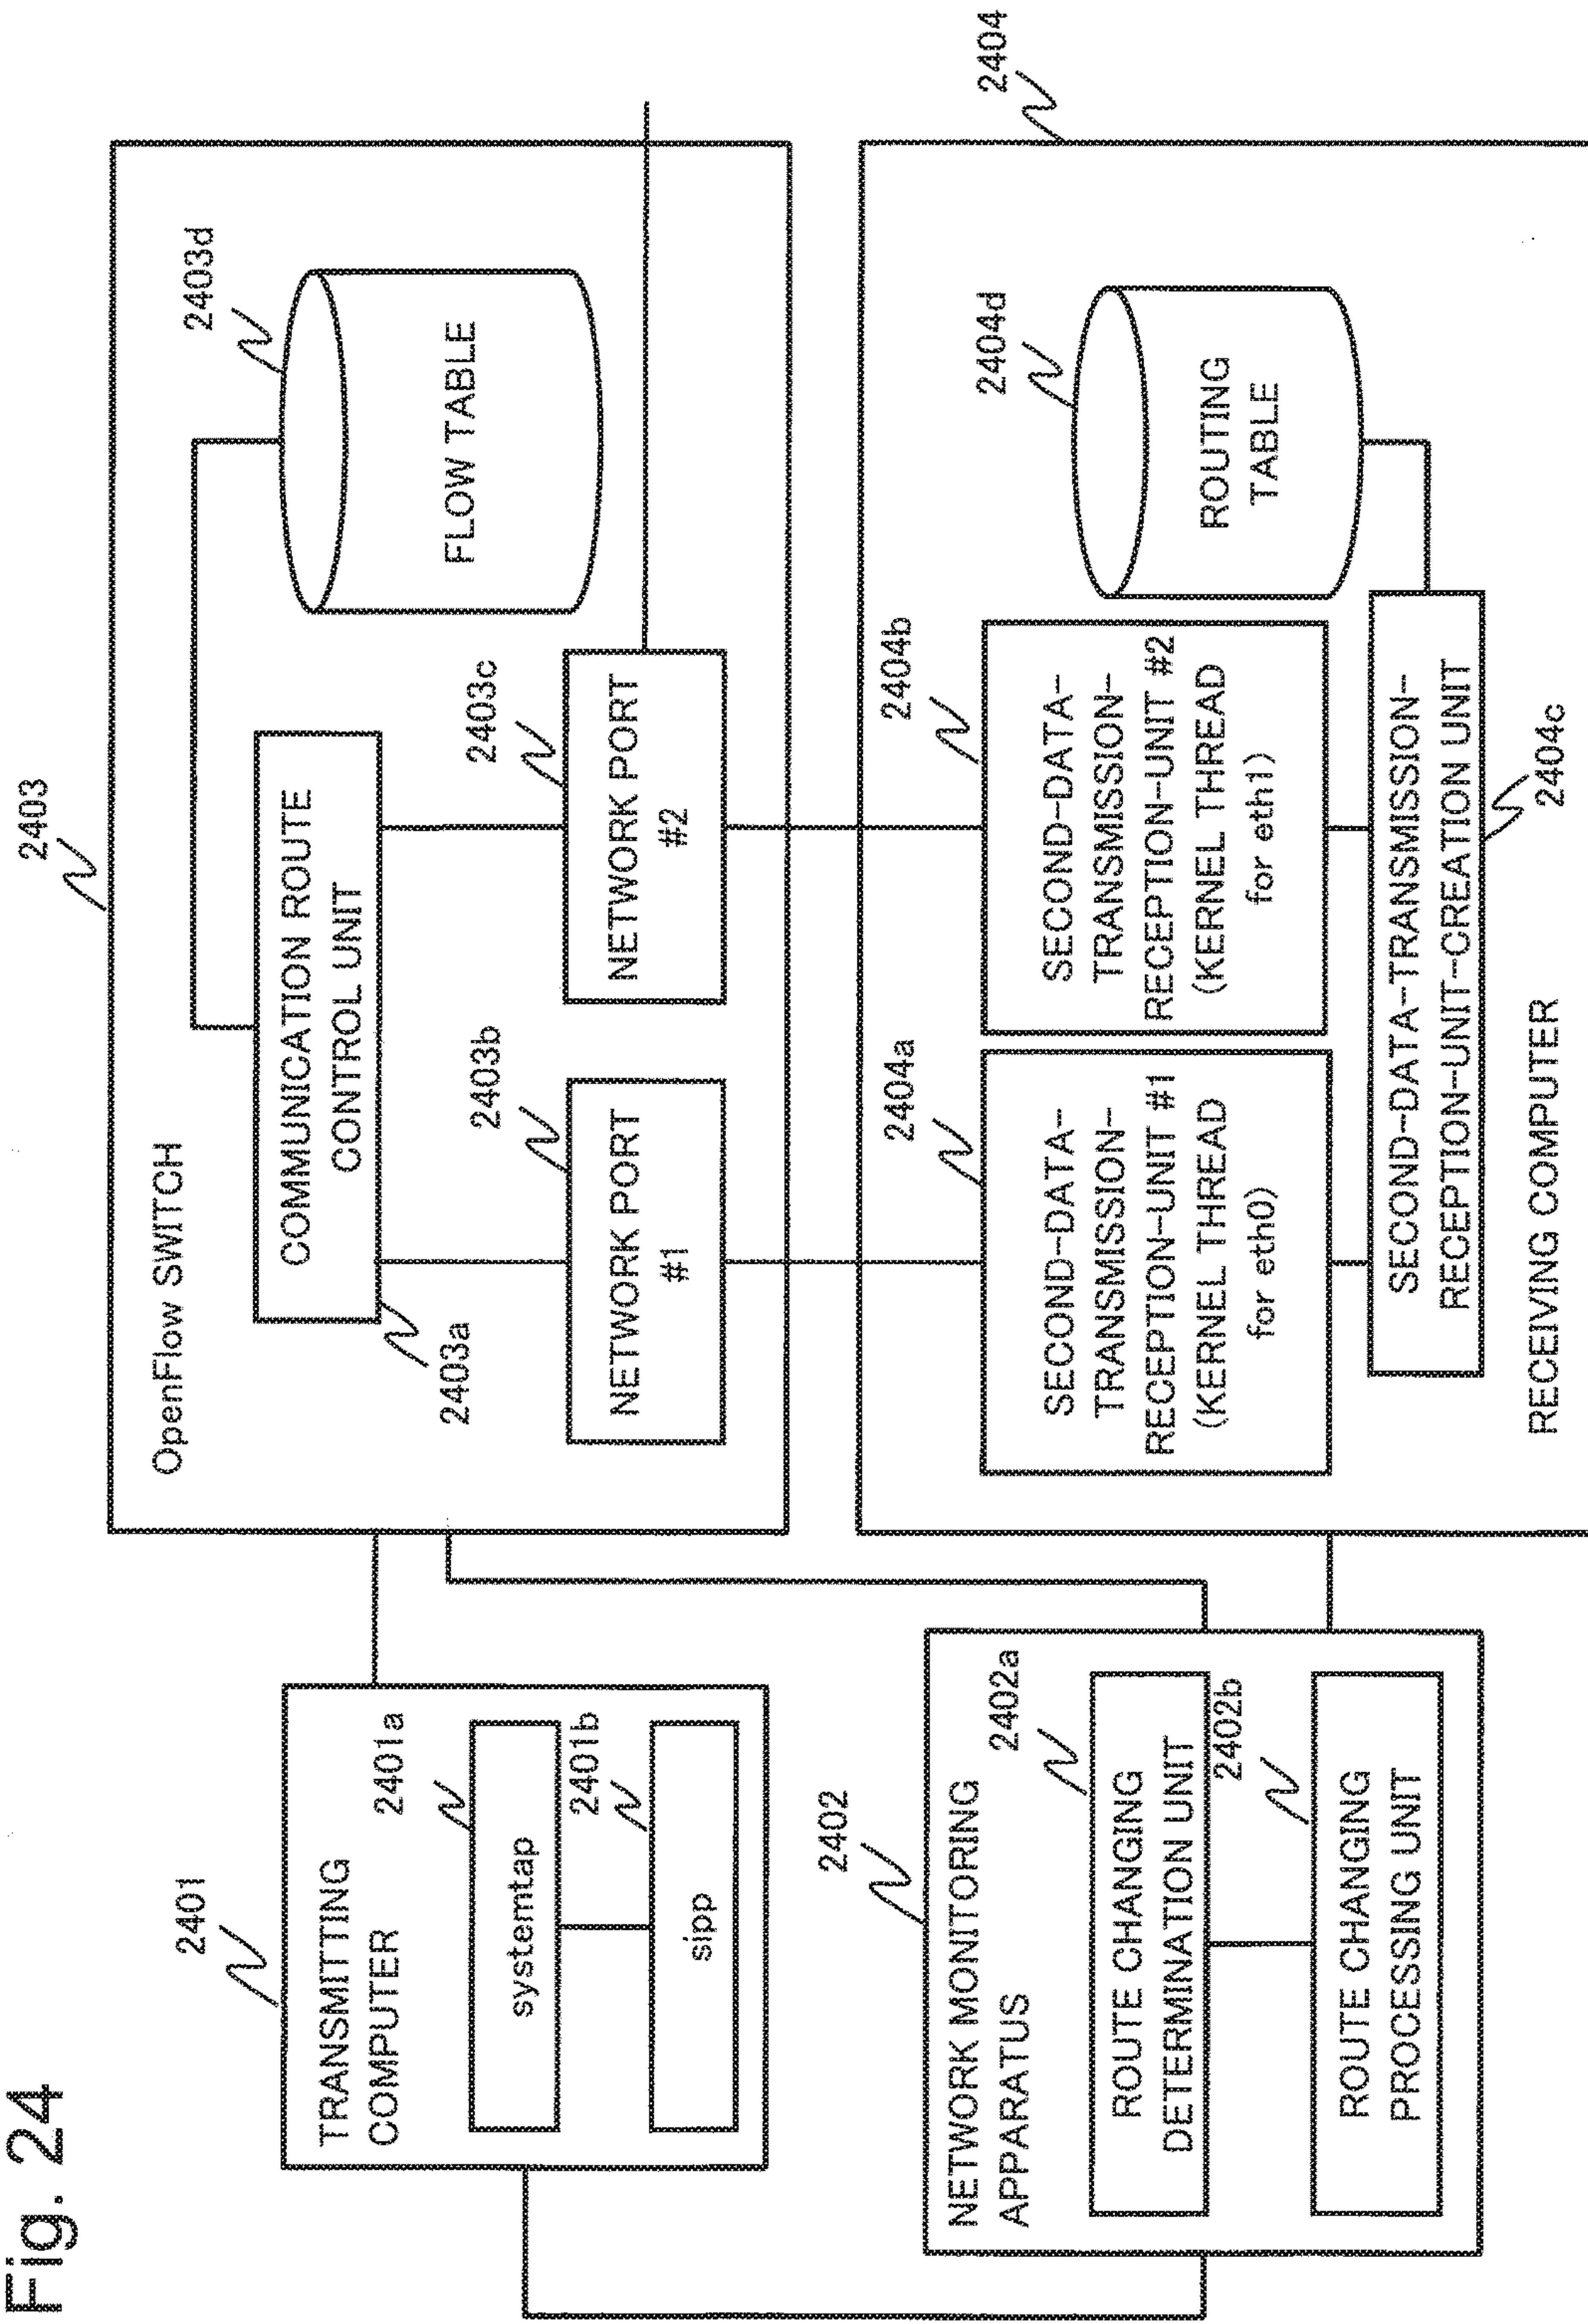 Fig. 24
2401
TRANSMITTING
COMPUTER
2401a
systemtap
2401b
sipp
2402
NETWORK MONITORING
APPARATUS
2402a
ROUTE CHANGING
DETERMINATION UNIT
2402b
ROUTE CHANGING
PROCESSING UNIT
2403
OpenFlow SWITCH
COMMUNICATION ROUTE
CONTROL UNIT
2403a
2403b
NETWORK PORT
#1
2403c
NETWORK PORT
#2
2403d
FLOW TABLE
2404
2404a
SECOND-DATA-
TRANSMISSION-
RECEPTION-UNIT #1
(KERNEL THREAD
for eth0)
2404b
SECOND-DATA-
TRANSMISSION-
RECEPTION-UNIT #2
(KERNEL THREAD
for eth1)
2404d
ROUTING
TABLE
SECOND-DATA-TRANSMISSION-
RECEPTION-UNIT-CREATION UNIT
2404c
RECEIVING COMPUTER